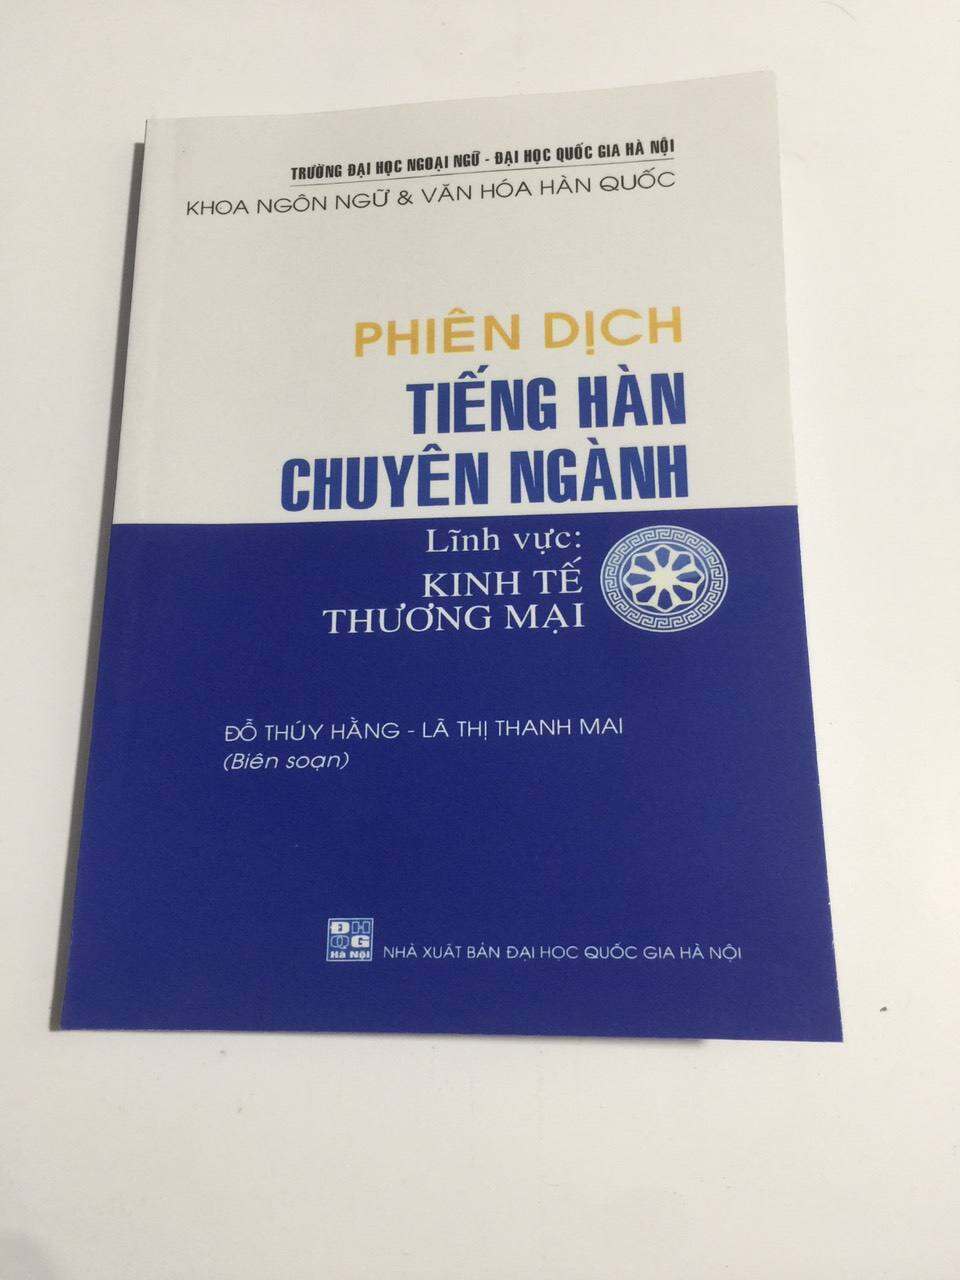 TRƯỜNG ĐẠI HỌC NGOẠI NGỮ - ĐẠI HỌC QUỐC GIA HÀ NỘI
KHOA NGÔN NGỮ & VĂN HÓA HÀN QUỐC
PHIÊN DỊCH
TIẾNG HÀN
CHUYÊN NGÀNH
Lĩnh vực:
KINH TẾ
THƯƠNG MẠI
ĐỖ THÚY HẰNG - LÃ THỊ THANH MAI
(Biên soạn)
ĐH
QG
Hà Nội
NHÀ XUẤT BẢN ĐẠI HỌC QUỐC GIA HÀ NỘI